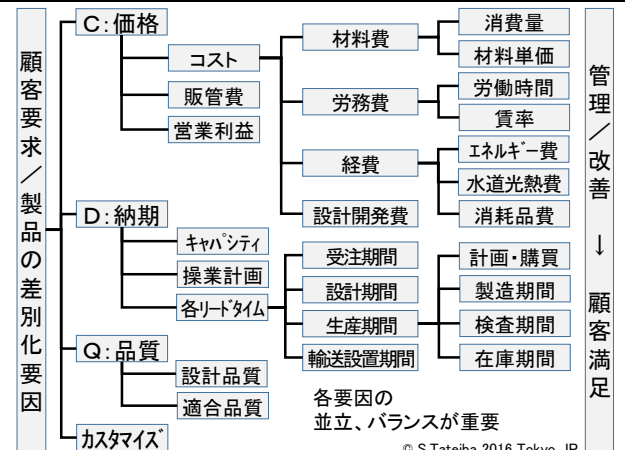 顧客要求/製品の差別化要因
C:価格
コスト
販管費
営業利益
材料費
消費量
材料単価
労務費
労働時間
賃率
経費
エネルギー費
水道光熱費
消耗品費
設計開発費
D:納期
キャパシティ
操業計画
各リードタイム
受注期間
設計期間
生産期間
輸送設置期間
計画・購買
製造期間
検査期間
在庫期間
Q:品質
設計品質
適合品質
カスタマイズ
各要因の
並立、バランスが重要
管理/改善 → 顧客満足
© S.Tateiba 2016 Tokyo, JP